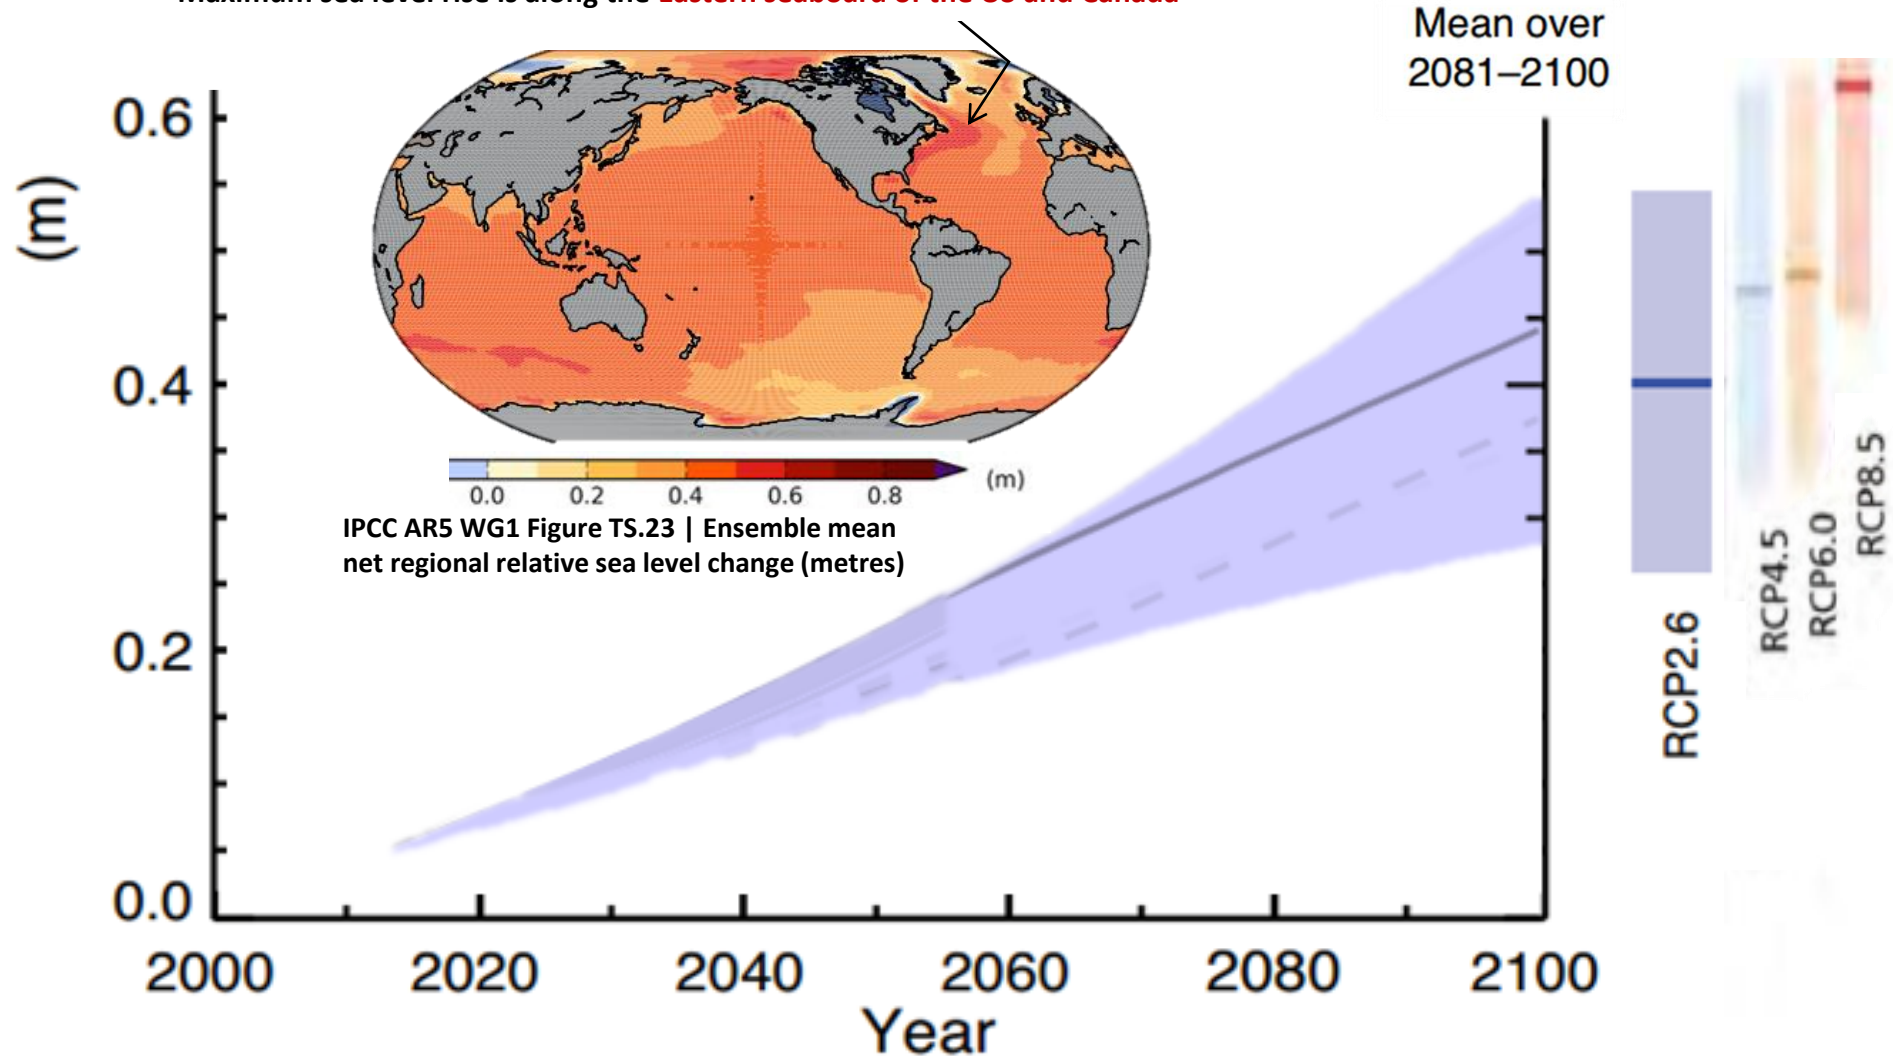 Maximum sea level rise is along the Eastern seaboard of the US and Canada
Mean over
2081–2100
0.6
(m)
0.4
0.2
0.0
0.0 0.2 0.4 0.6 0.8 (m)
IPCC AR5 WG1 Figure TS.23 | Ensemble mean
net regional relative sea level change (metres)
RCP2.6
RCP4.5
RCP6.0
RCP8.5
2000 2020 2040 2060 2080 2100
Year